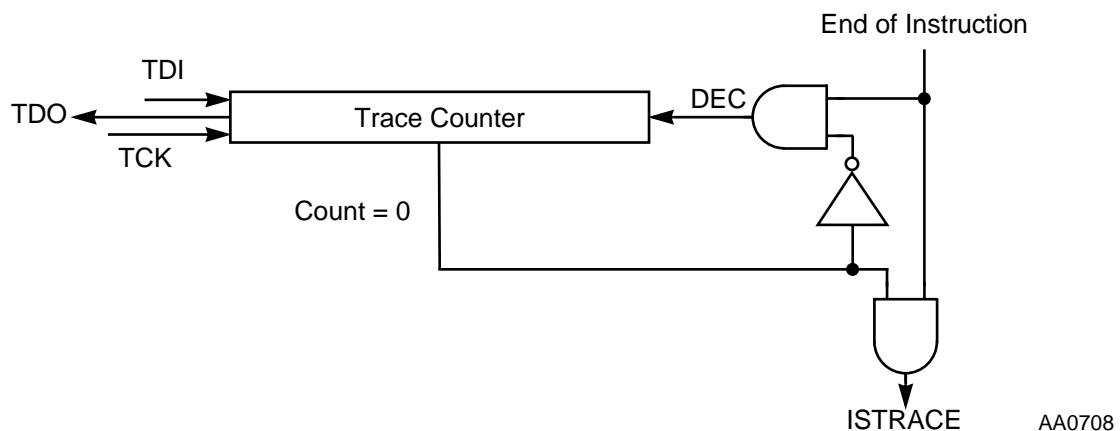 End of Instruction
TDI
DEC
TDO
Trace Counter
TCK
Count = 0
ISTRACE
AA0708